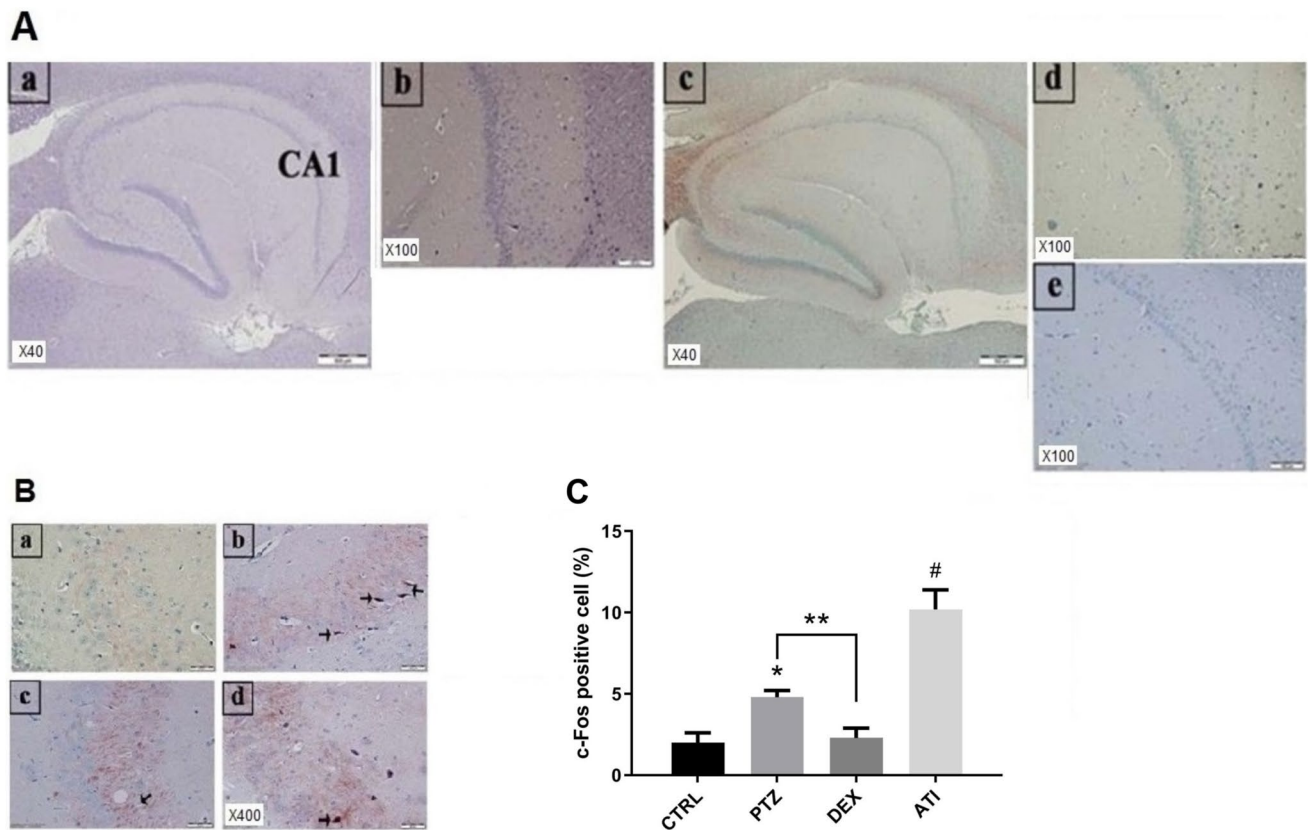 A
a
CA1
X40
b
X100
c
X40
d
X100
e
X100
B
a
b
c
d
X400
C
c-Fos positive cell (%)
15
10
5
0
*
**
#
CTRL
PTZ
DEX
ATI